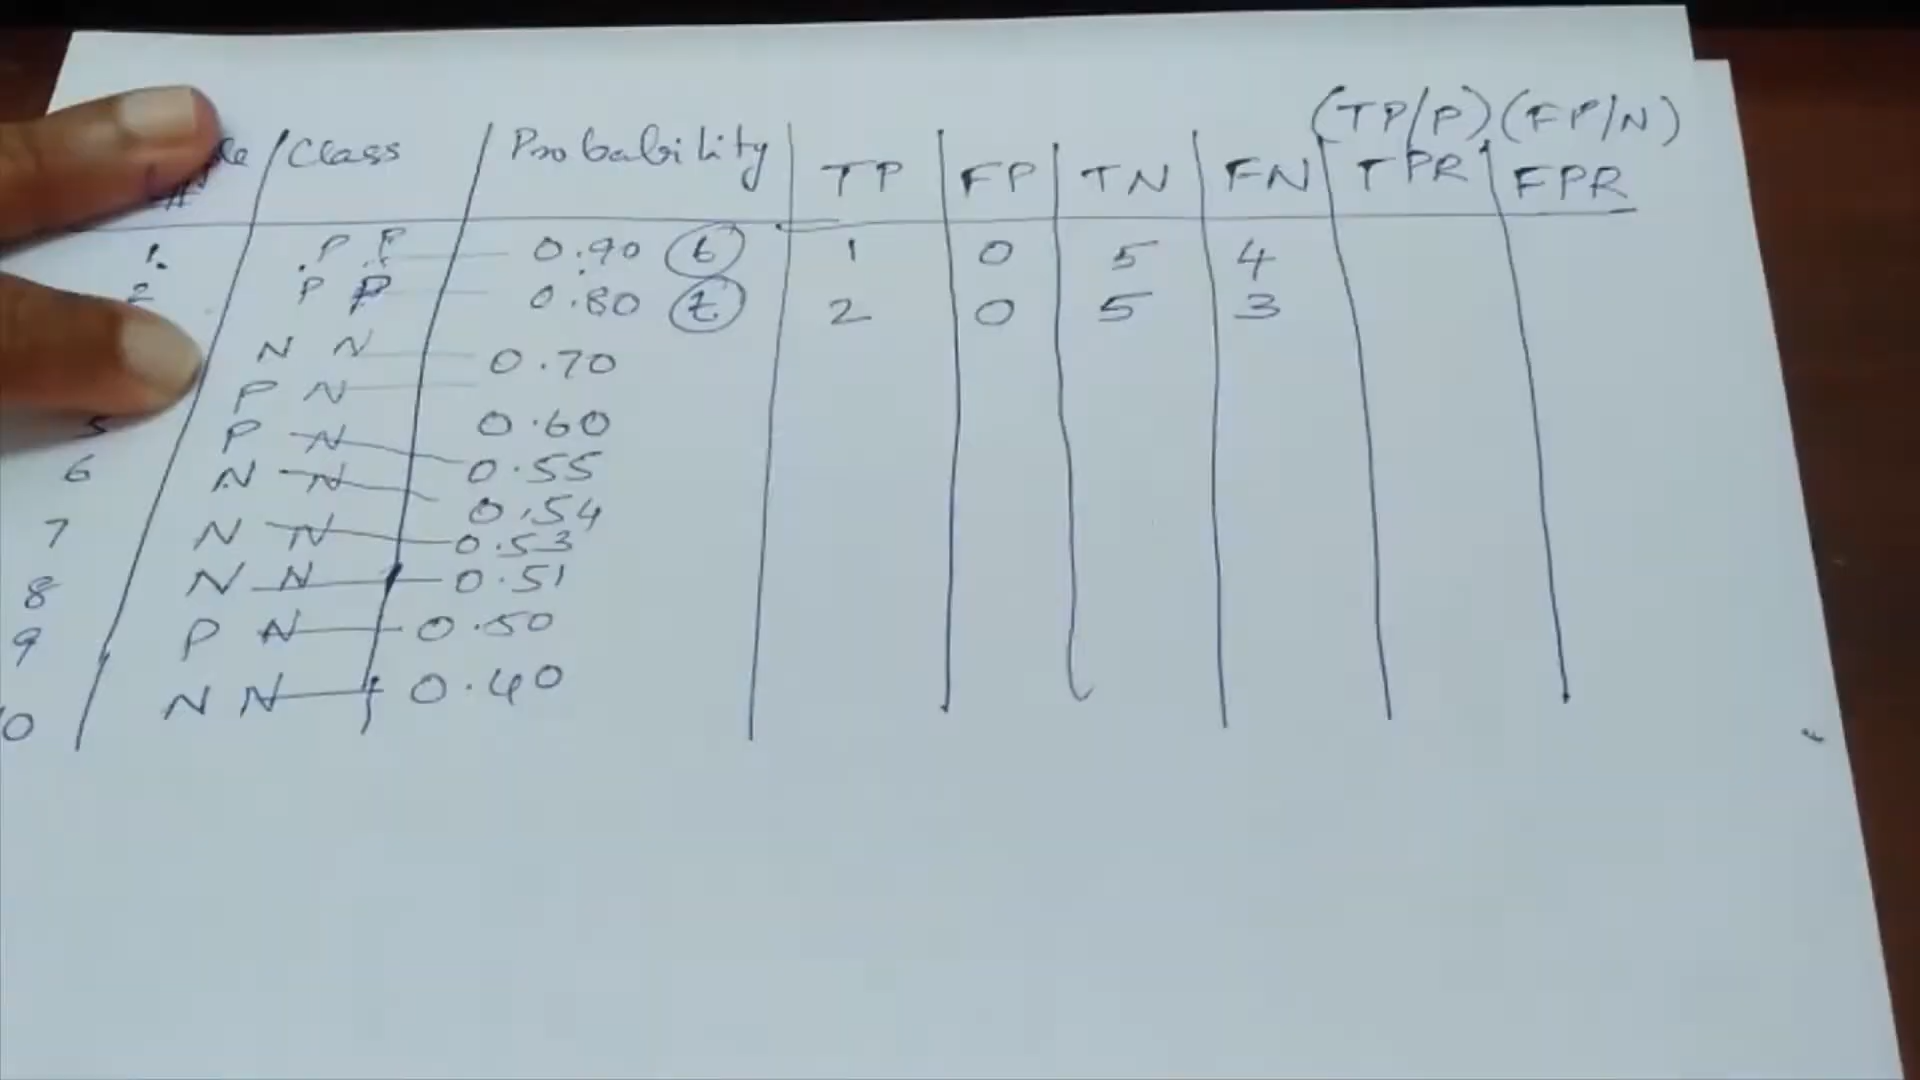 (TP/P) (FP/N)
Class Probability TP FP TN FN TPR FPR
1. P P 0.90 t 1 0 5 4
2 P P 0.80 t 2 0 5 3
N N 0.70
P N 0.60
5 P N 0.55
6 N N 0.54
7 N N 0.53
8 N N 0.51
9 P N 0.50
10 N N 0.40